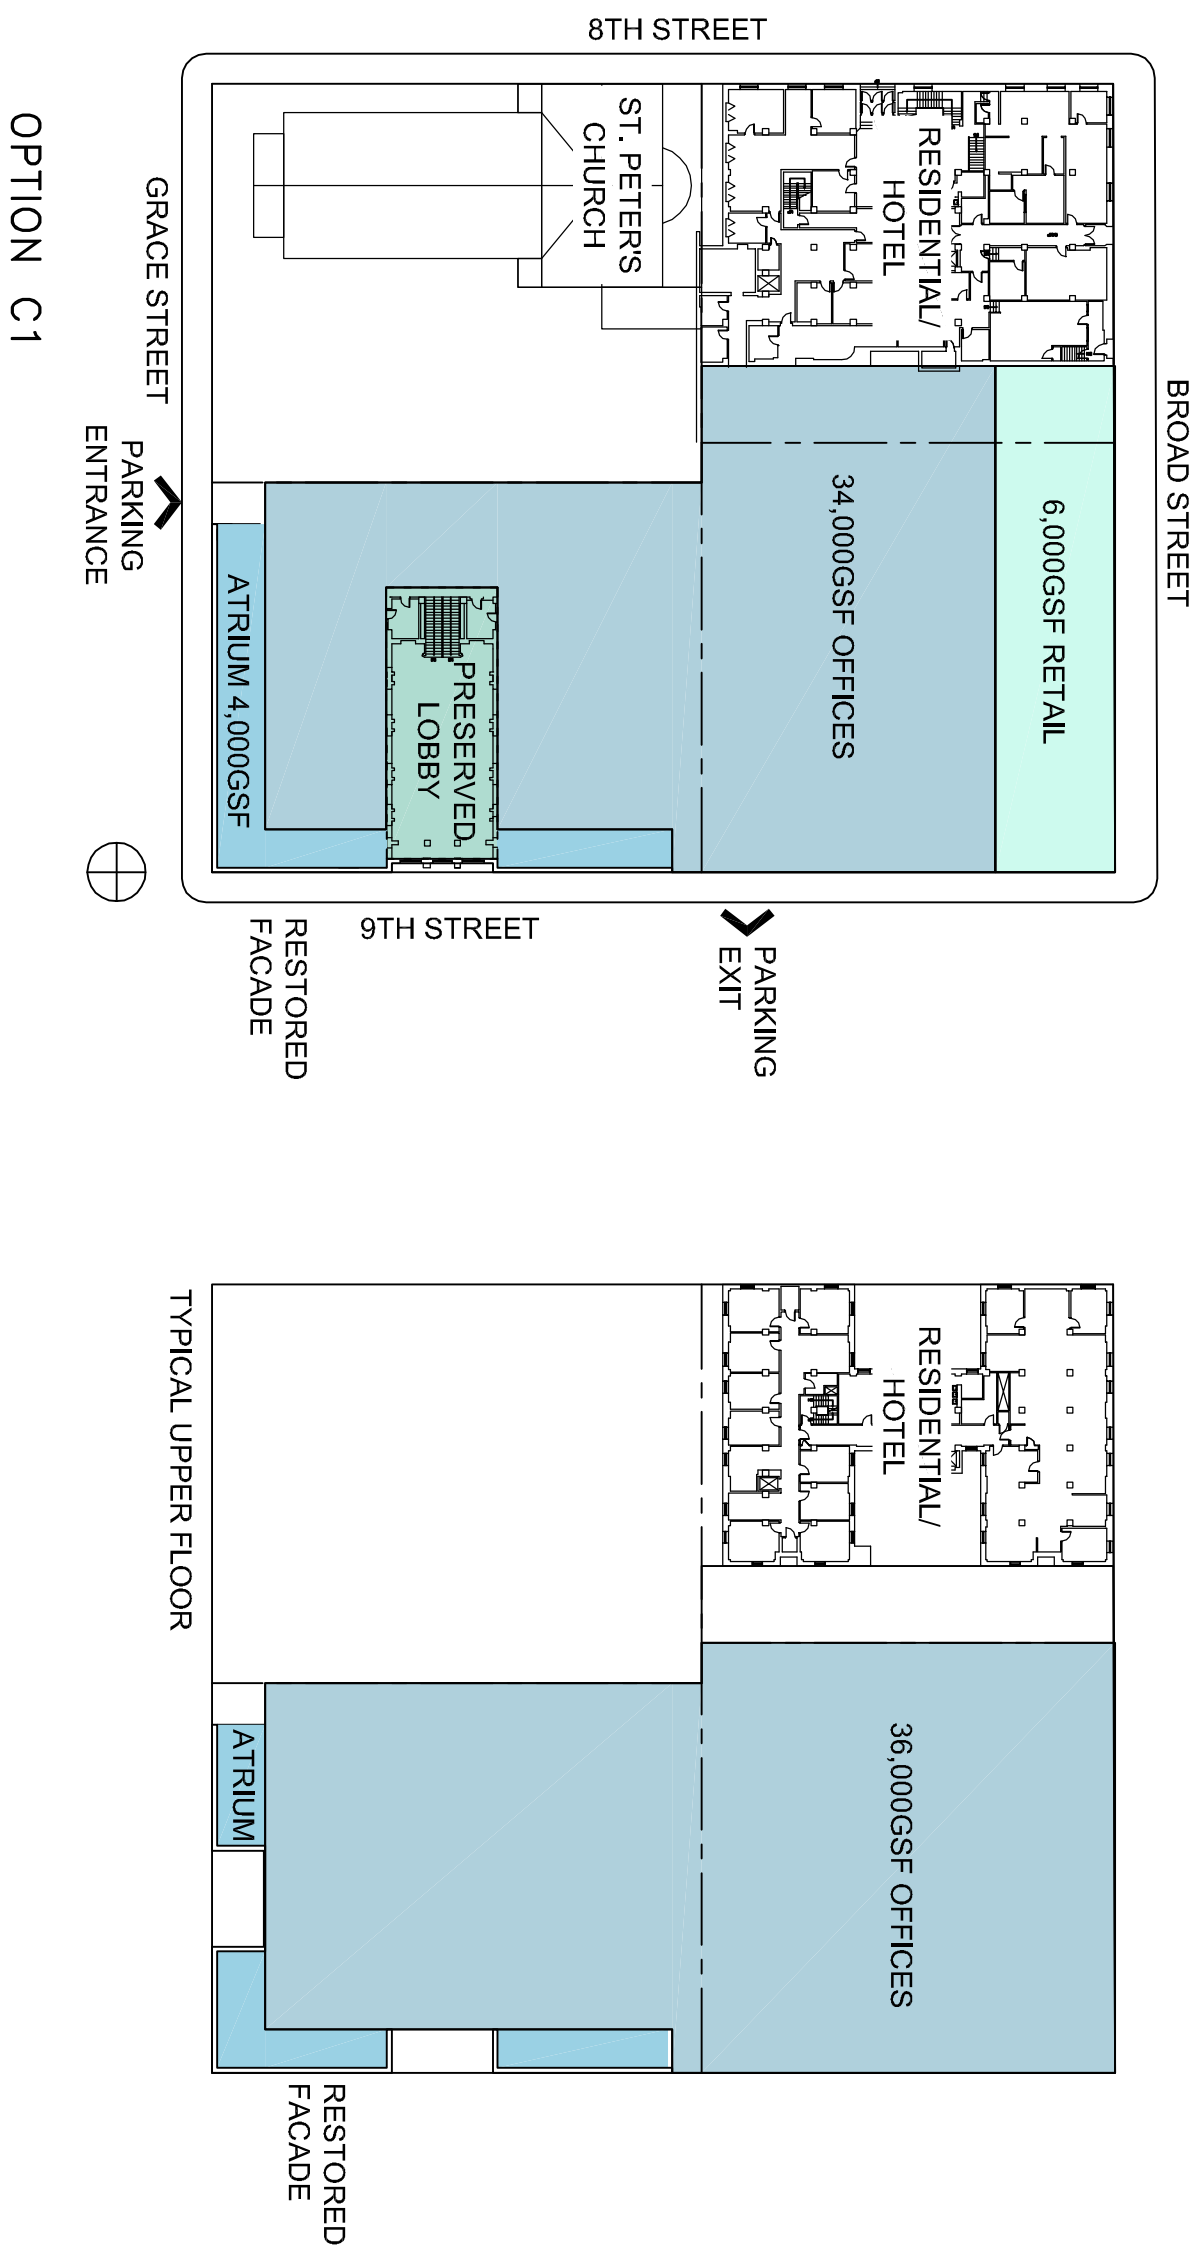 8TH STREET
BROAD STREET
ST. PETER'S
CHURCH
RESIDENTIAL/
HOTEL
6,000GSF RETAIL
34,000GSF OFFICES
PRESERVED
LOBBY
ATRIUM 4,000GSF
GRACE STREET
PARKING
ENTRANCE
9TH STREET
RESTORED
FACADE
PARKING
EXIT
RESIDENTIAL/
HOTEL
36,000GSF OFFICES
ATRIUM
RESTORED
FACADE
TYPICAL UPPER FLOOR
OPTION C1